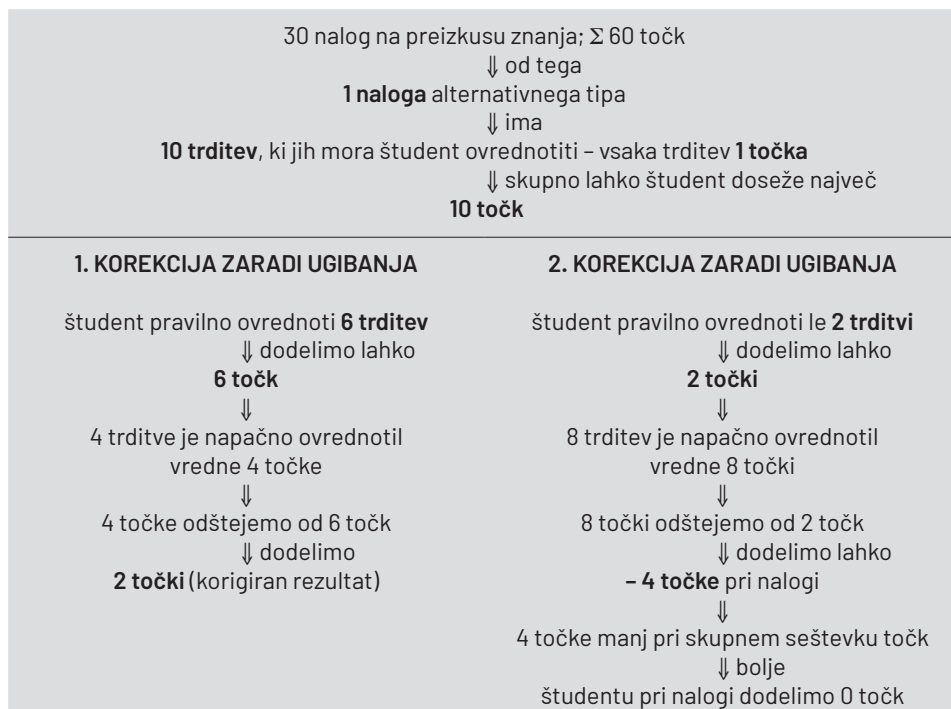 30 nalog na preizkusu znanja; Σ 60 točk
⇓ od tega
1 naloga alternativnega tipa
⇓ ima
10 trditev, ki jih mora študent ovrednotiti – vsaka trditev 1 točka
⇓ skupno lahko študent doseže največ
10 točk
1. KOREKCIJA ZARADI UGIBANJA
študent pravilno ovrednoti 6 trditev
⇓ dodelimo lahko
6 točk
⇓
4 trditve je napačno ovrednotil
vredne 4 točke
⇓
4 točke odštejemo od 6 točk
⇓ dodelimo
2 točki (korigiran rezultat)
2. KOREKCIJA ZARADI UGIBANJA
študent pravilno ovrednoti le 2 trditvi
⇓ dodelimo lahko
2 točki
⇓
8 trditev je napačno ovrednotil
vredne 8 točki
⇓
8 točki odštejemo od 2 točk
⇓ dodelimo lahko
– 4 točke pri nalogi
⇓
4 točke manj pri skupnem seštevku točk
⇓ bolje
študentu pri nalogi dodelimo 0 točk